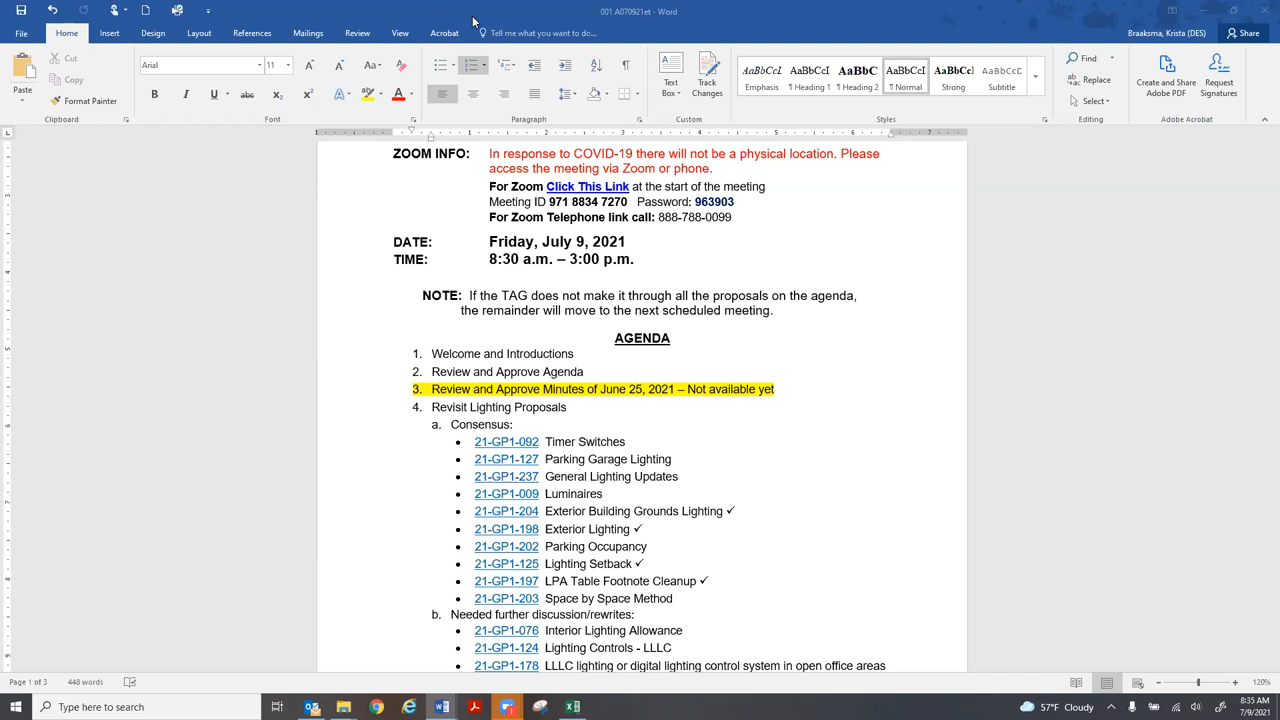 001 A070921et - Word
Braaksma, Krista (DES)
File Home Insert Design Layout References Mailings Review View Acrobat Tell me what you want to do... Share
Cut
Copy
Format Painter
Paste
Arial 11
Text Box
Track Changes
AaBbCcI AaBbCcI AaBbC AaBbCcI AaBbCcI AaBbCcD
Emphasis ¶ Heading 1 ¶ Heading 2 ¶ Normal Strong Subtitle
Find
Replace
Select
Create and Share Adobe PDF
Request Signatures
Clipboard Font Paragraph Custom Styles Editing Adobe Acrobat
ZOOM INFO: In response to COVID-19 there will not be a physical location. Please
access the meeting via Zoom or phone.
For Zoom Click This Link at the start of the meeting
Meeting ID 971 8834 7270 Password: 963903
For Zoom Telephone link call: 888-788-0099
DATE: Friday, July 9, 2021
TIME: 8:30 a.m. – 3:00 p.m.
NOTE: If the TAG does not make it through all the proposals on the agenda,
the remainder will move to the next scheduled meeting.
AGENDA
1. Welcome and Introductions
2. Review and Approve Agenda
3. Review and Approve Minutes of June 25, 2021 – Not available yet
4. Revisit Lighting Proposals
a. Consensus:
• 21-GP1-092 Timer Switches
• 21-GP1-127 Parking Garage Lighting
• 21-GP1-237 General Lighting Updates
• 21-GP1-009 Luminaires
• 21-GP1-204 Exterior Building Grounds Lighting ✓
• 21-GP1-198 Exterior Lighting ✓
• 21-GP1-202 Parking Occupancy
• 21-GP1-125 Lighting Setback ✓
• 21-GP1-197 LPA Table Footnote Cleanup ✓
• 21-GP1-203 Space by Space Method
b. Needed further discussion/rewrites:
• 21-GP1-076 Interior Lighting Allowance
• 21-GP1-124 Lighting Controls - LLLC
• 21-GP1-178 LLLC lighting or digital lighting control system in open office areas
Page 1 of 3 448 words 120%
Type here to search
57°F Cloudy
8:35 AM
7/9/2021